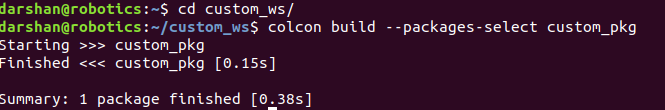 darshan@robotics:~$ cd custom_ws/
darshan@robotics:~/custom_ws$ colcon build --packages-select custom_pkg
Starting >>> custom_pkg
Finished <<< custom_pkg [0.15s]

Summary: 1 package finished [0.38s]